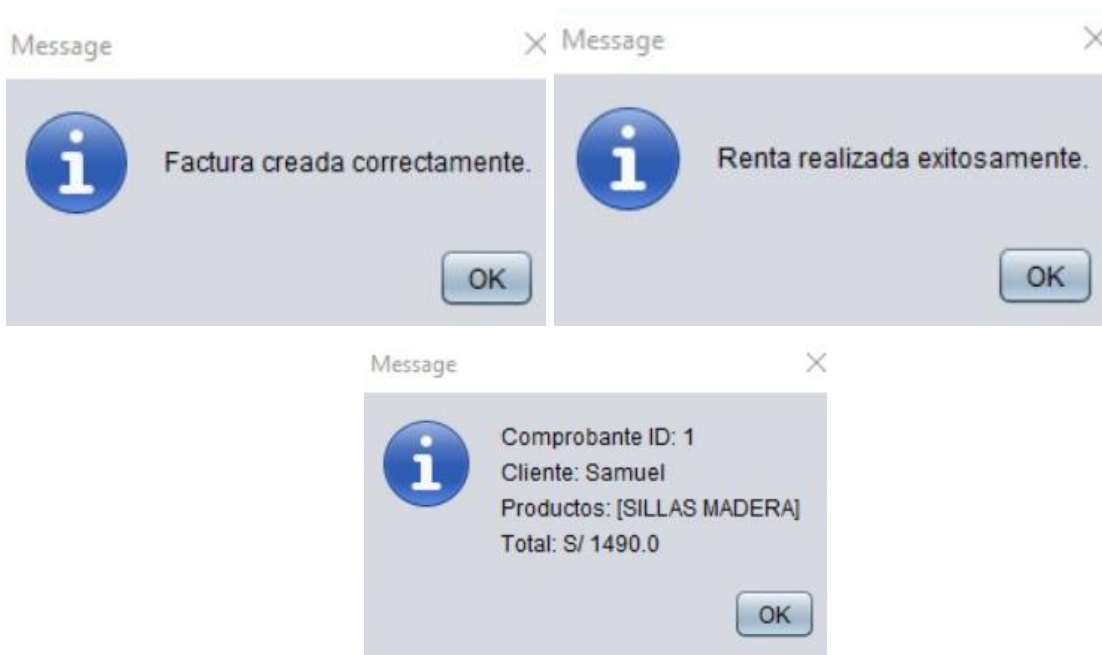 Message
Factura creada correctamente.
OK
Message
Renta realizada exitosamente.
OK
Message
Comprobante ID: 1
Cliente: Samuel
Productos: [SILLAS MADERA]
Total: S/ 1490.0
OK